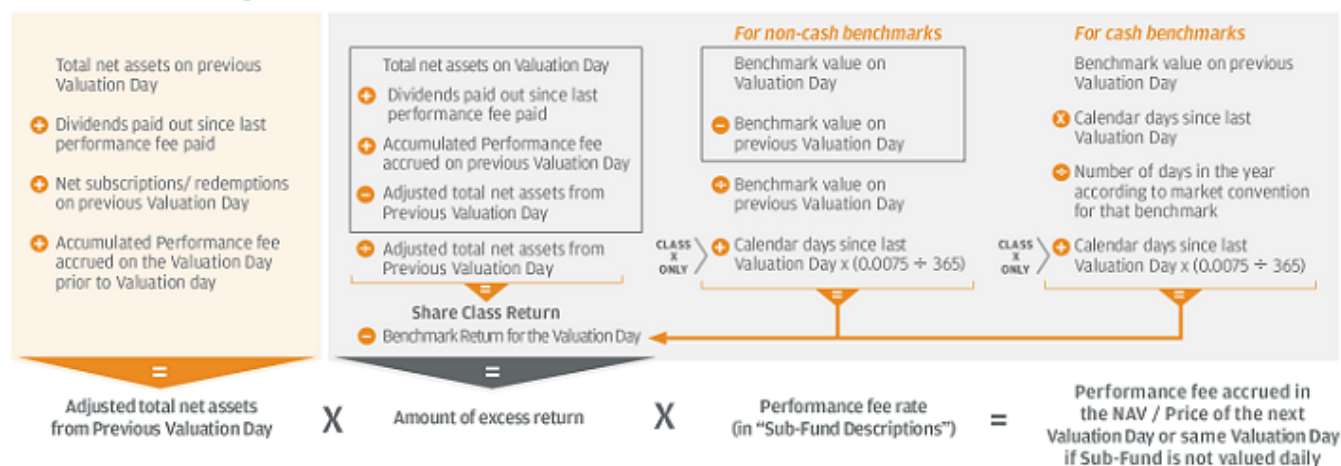 Total net assets on previous
Valuation Day
+ Dividends paid out since last
performance fee paid
+ Net subscriptions/ redemptions
on previous Valuation Day
+ Accumulated Performance fee
accrued on the Valuation Day
prior to Valuation day
=
Adjusted total net assets
from Previous Valuation Day
X
Total net assets on Valuation Day
+ Dividends paid out since last
performance fee paid
+ Accumulated Performance fee
accrued on previous Valuation Day
− Adjusted total net assets from
Previous Valuation Day
÷ Adjusted total net assets from
Previous Valuation Day
=
Share Class Return
− Benchmark Return for the Valuation Day
=
Amount of excess return
For non-cash benchmarks
Benchmark value on
Valuation Day
− Benchmark value on
previous Valuation Day
÷ Benchmark value on
previous Valuation Day
CLASS
X
ONLY
+ Calendar days since last
Valuation Day x (0.0075 ÷ 365)
=
For cash benchmarks
Benchmark value on previous
Valuation Day
X Calendar days since last
Valuation Day
÷ Number of days in the year
according to market convention
for that benchmark
CLASS
X
ONLY
+ Calendar days since last
Valuation Day x (0.0075 ÷ 365)
=
X
Performance fee rate
(in “Sub-Fund Descriptions”)
=
Performance fee accrued in
the NAV / Price of the next
Valuation Day or same Valuation Day
if Sub-Fund is not valued daily